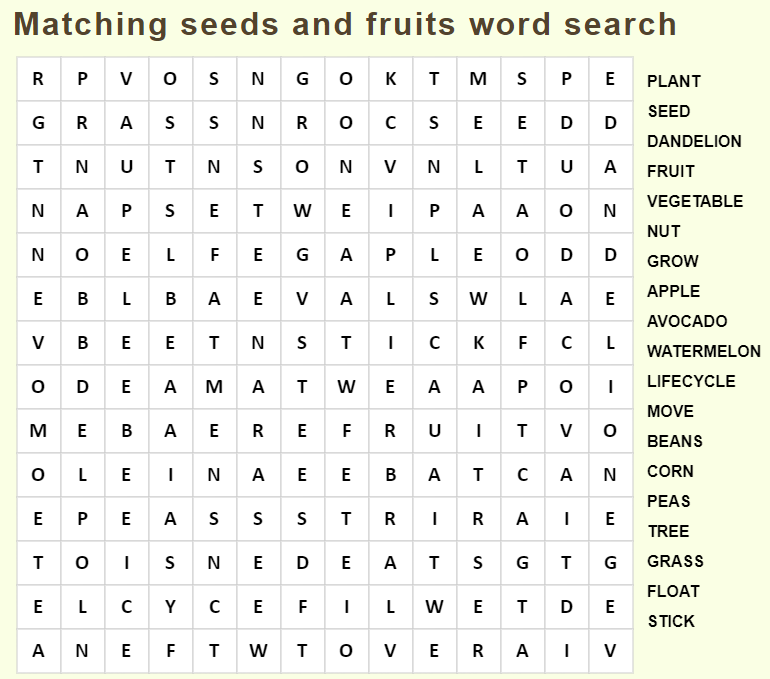 Matching seeds and fruits word search
R P V O S N G O K T M S P E
G R A S S N R O C S E E D D
T N U T N S O N V N L T U A
N A P S E T W E I P A A O N
N O E L F E G A P L E O D D
E B L B A E V A L S W L A E
V B E E T N S T I C K F C L
O D E A M A T W E A A P O I
M E B A E R E F R U I T V O
O L E I N A E E B A T C A N
E P E A S S S T R I R A I E
T O I S N E D E A T S G T G
E L C Y C E F I L W E T D E
A N E F T W T O V E R A I V
PLANT
SEED
DANDELION
FRUIT
VEGETABLE
NUT
GROW
APPLE
AVOCADO
WATERMELON
LIFECYCLE
MOVE
BEANS
CORN
PEAS
TREE
GRASS
FLOAT
STICK